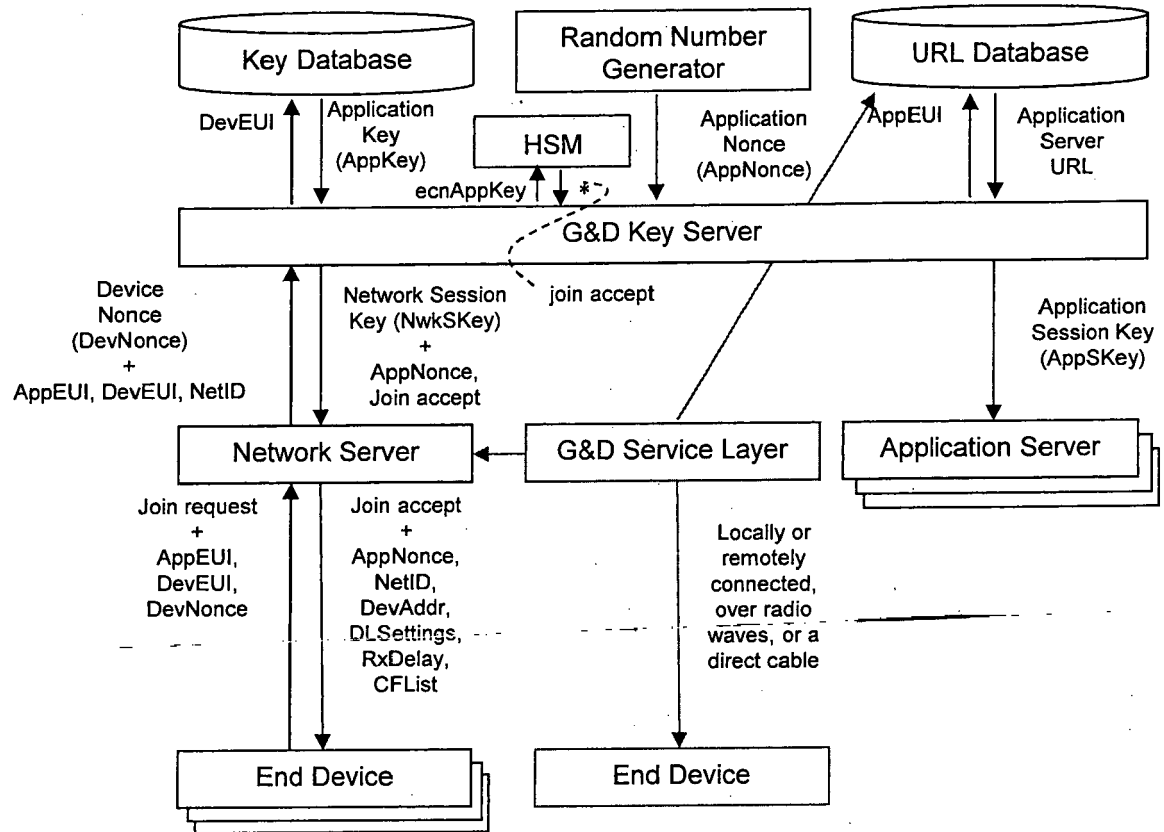 Key Database
Random Number
Generator
URL Database
DevEUI
Application
Key
(AppKey)
HSM
ecnAppKey
*
Application
Nonce
(AppNonce)
AppEUI
Application
Server
URL
G&D Key Server
join accept
Device
Nonce
(DevNonce)
+
AppEUI, DevEUI, NetID
Network Session
Key (NwkSKey)
+
AppNonce,
Join accept
Application
Session Key
(AppSKey)
Network Server
G&D Service Layer
Application Server
Join request
+
AppEUI,
DevEUI,
DevNonce
Join accept
+
AppNonce,
NetID,
DevAddr,
DLSettings,
RxDelay,
CFList
Locally or
remotely
connected,
over radio
waves, or a
direct cable
End Device
End Device